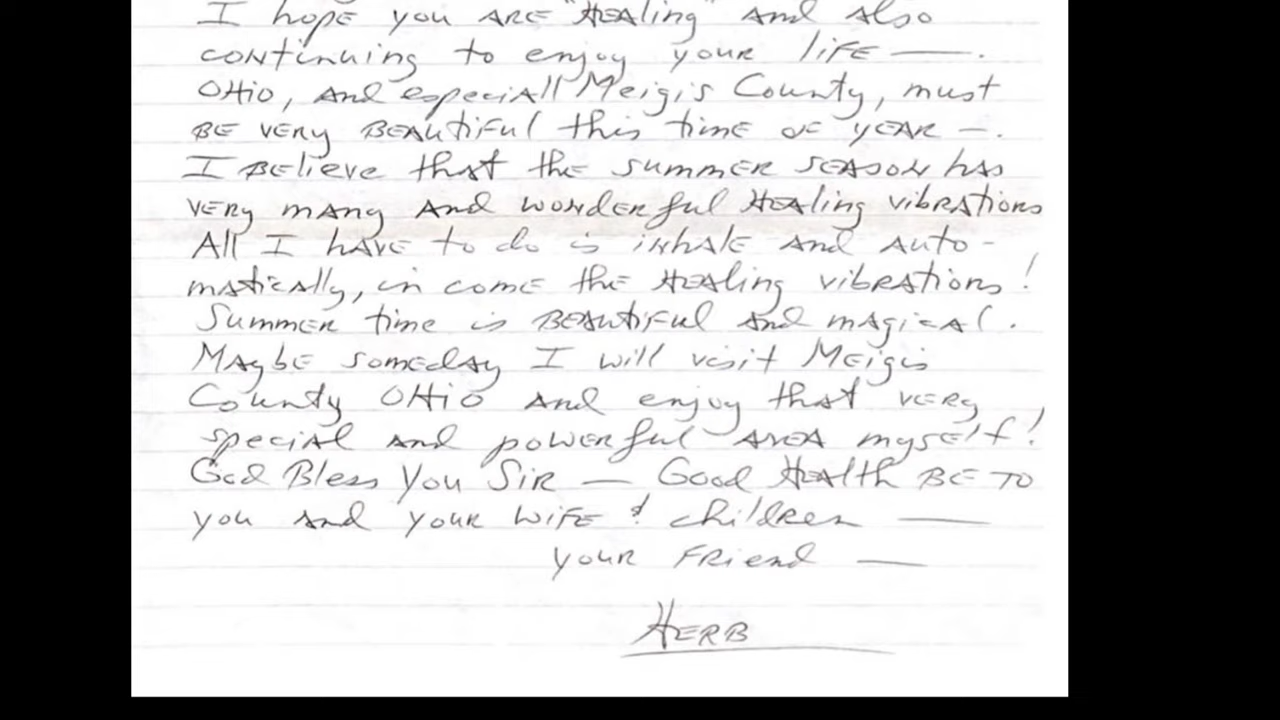 I hope you are "Healing" and also
continuing to enjoy your life —.
Ohio, and especiall Meigis County, must
be very beautiful this time of year —.
I believe that the summer season has
very many and wonderful Healing vibrations
All I have to do is inhale and auto-
matically, in come the Healing vibrations!
Summer time is beautiful and magical.
Maybe someday I will visit Meigis
County Ohio and enjoy that very
special and powerful area myself!
God Bless You Sir — Good Health be to
you and your wife & children —
your Friend —
Herb